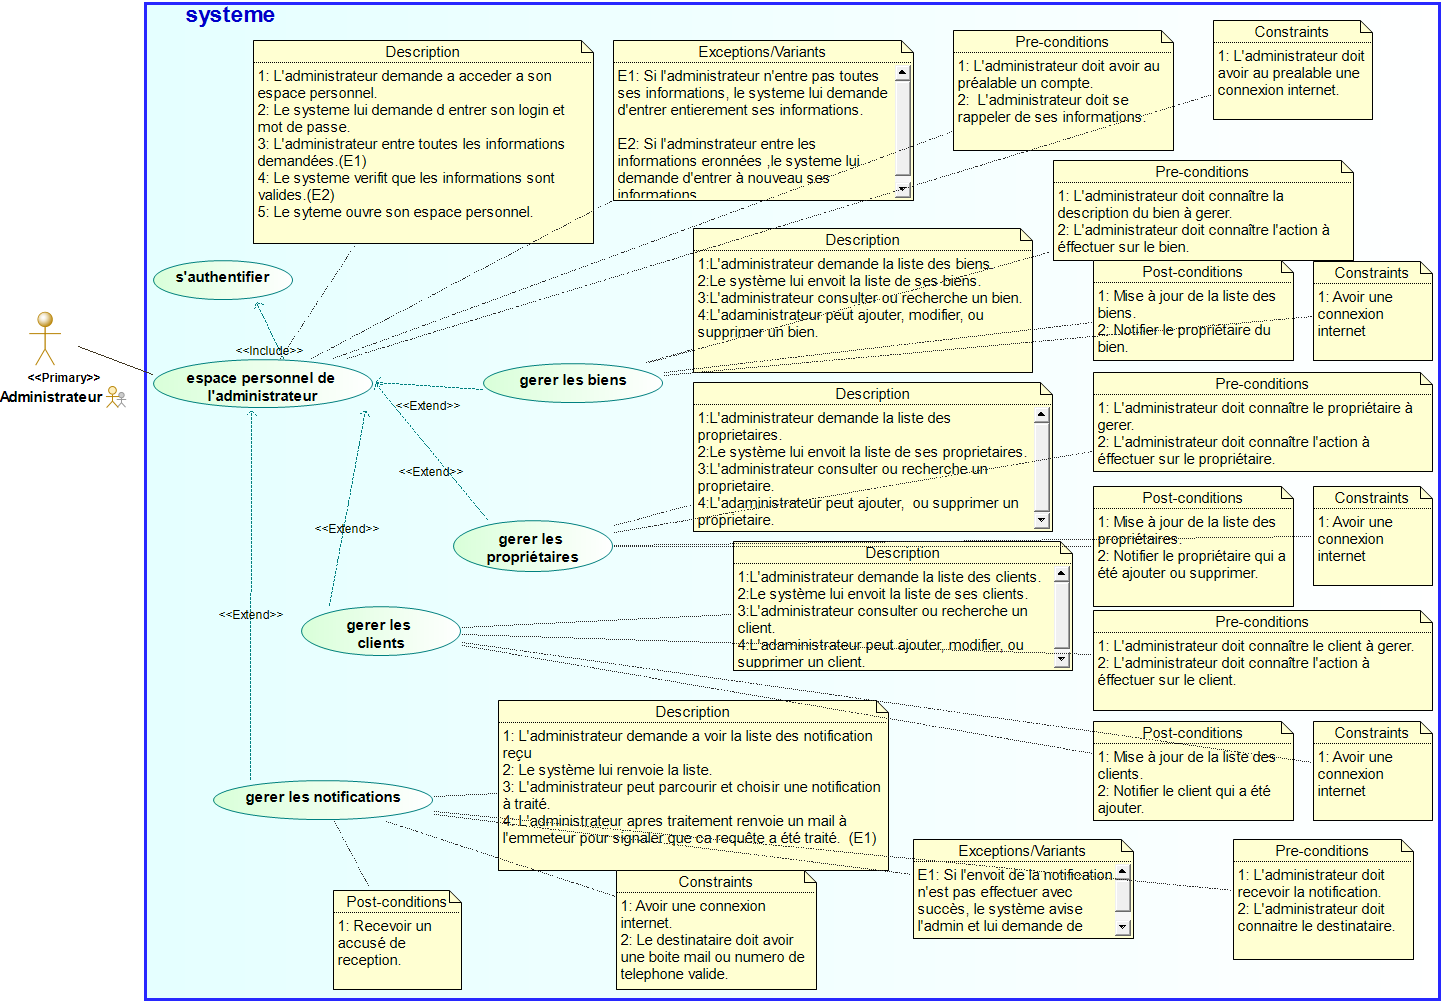 systeme
Description
1: L'administrateur demande a acceder a son
espace personnel.
2: Le systeme lui demande d entrer son login et
mot de passe.
3: L'administrateur entre toutes les informations
demandées.(E1)
4: Le systeme verifit que les informations sont
valides.(E2)
5: Le syteme ouvre son espace personnel.
Exceptions/Variants
E1: Si l'administrateur n'entre pas toutes
ses informations, le systeme lui demande
d'entrer entierement ses informations.
E2: Si l'adminstrateur entre les
informations eronnées ,le systeme lui
demande d'entrer à nouveau ses
informations
Pre-conditions
1: L'administrateur doit avoir au
préalable un compte.
2:  L'administrateur doit se
rappeler de ses informations.
Constraints
1: L'administrateur doit
avoir au prealable une
connexion internet.
Pre-conditions
1: L'administrateur doit connaître la
description du bien à gerer.
2: L'administrateur doit connaître l'action à
éffectuer sur le bien.
Description
1:L'administrateur demande la liste des biens.
2:Le système lui envoit la liste de ses biens.
3:L'administrateur consulter ou recherche un bien.
4:L'adaministrateur peut ajouter, modifier, ou
supprimer un bien.
Post-conditions
1: Mise à jour de la liste des
biens.
2: Notifier le propriétaire du
bien.
Constraints
1: Avoir une
connexion
internet
s'authentifier
<<Include>>
<<Primary>>
Administrateur
espace personnel de
l'administrateur
gerer les biens
<<Extend>>
Description
1:L'administrateur demande la liste des
proprietaires.
2:Le système lui envoit la liste de ses proprietaires.
3:L'administrateur consulter ou recherche un
proprietaire.
4:L'adaministrateur peut ajouter,  ou supprimer un
proprietaire.
Pre-conditions
1: L'administrateur doit connaître le propriétaire à
gerer.
2: L'administrateur doit connaître l'action à
éffectuer sur le propriétaire.
<<Extend>>
<<Extend>>
gerer les
propriétaires
Post-conditions
1: Mise à jour de la liste des
propriétaires.
2: Notifier le propriétaire qui a
été ajouter ou supprimer.
Constraints
1: Avoir une
connexion
internet
Description
1:L'administrateur demande la liste des clients.
2:Le système lui envoit la liste de ses clients.
3:L'administrateur consulter ou recherche un
client.
4:L'adaministrateur peut ajouter, modifier, ou
supprimer un client.
<<Extend>>
gerer les
clients
Pre-conditions
1: L'administrateur doit connaître le client à gerer.
2: L'administrateur doit connaître l'action à
éffectuer sur le client.
Post-conditions
1: Mise à jour de la liste des
clients.
2: Notifier le client qui a été
ajouter.
Constraints
1: Avoir une
connexion
internet
Description
1: L'administrateur demande a voir la liste des notification
reçu
2: Le système lui renvoie la liste.
3: L'administrateur peut parcourir et choisir une notification
à traité.
4: L'administrateur apres traitement renvoie un mail à
l'emmeteur pour signaler que ca requête a été traité.  (E1)
gerer les notifications
Exceptions/Variants
E1: Si l'envoit de la notification
n'est pas effectuer avec
succès, le système avise
l'admin et lui demande de
Pre-conditions
1: L'administrateur doit
recevoir la notification.
2: L'administrateur doit
connaitre le destinataire.
Post-conditions
1: Recevoir un
accusé de
reception.
Constraints
1: Avoir une connexion
internet.
2: Le destinataire doit avoir
une boite mail ou numero de
telephone valide.